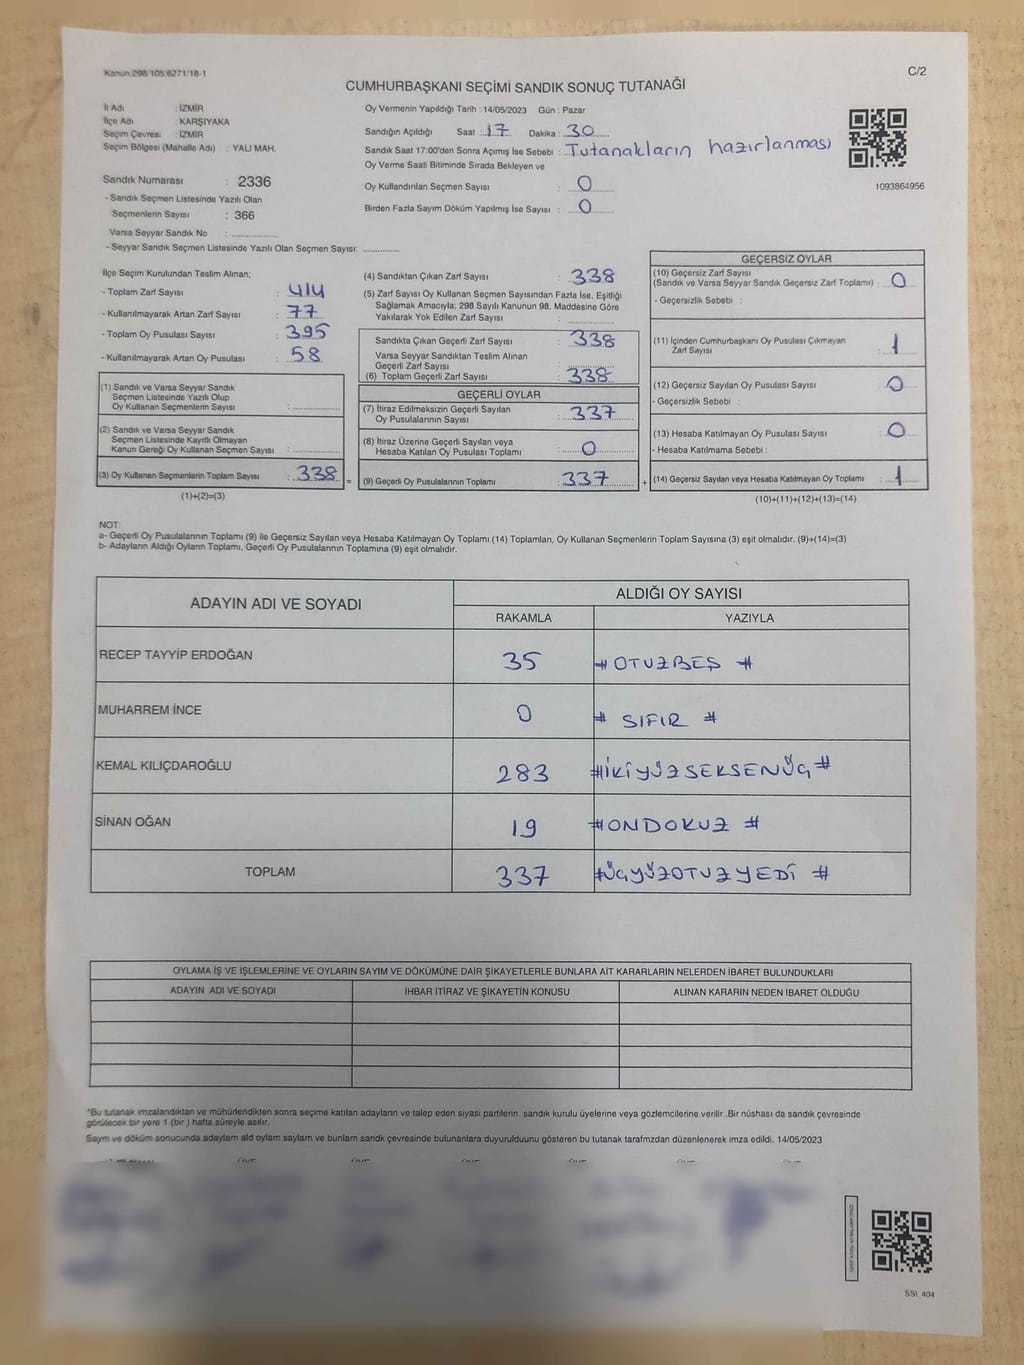 Kanun:298/105:6271/18-1
C/2
CUMHURBAŞKANI SEÇİMİ SANDIK SONUÇ TUTANAĞI
İl Adı : İZMİR
İlçe Adı : KARŞIYAKA
Seçim Çevresi : İZMİR
Seçim Bölgesi (Mahalle Adı) : YALI MAH.
Oy Vermenin Yapıldığı Tarih : 14/05/2023 Gün : Pazar
Sandığın Açıldığı Saat : 17 Dakika : 30
Sandık Saat 17:00'den Sonra Açımış İse Sebebi : Tutanakların hazırlanması
Oy Verme Saati Bitiminde Sırada Bekleyen ve
Oy Kullandırılan Seçmen Sayısı : 0
Birden Fazla Sayım Döküm Yapılmış İse Sayısı : 0
1093864956
Sandık Numarası : 2336
- Sandık Seçmen Listesinde Yazılı Olan
Seçmenlerin Sayısı : 366
Varsa Seyyar Sandık No :
- Seyyar Sandık Seçmen Listesinde Yazılı Olan Seçmen Sayısı:
İlçe Seçim Kurulundan Teslim Alınan;
- Toplam Zarf Sayısı : 414
- Kullanılmayarak Artan Zarf Sayısı : 77
- Toplam Oy Pusulası Sayısı : 395
- Kullanılmayarak Artan Oy Pusulası : 58
(1) Sandık ve Varsa Seyyar Sandık
Seçmen Listesinde Yazılı Olup
Oy Kullanan Seçmenlerin Sayısı :
(2) Sandık ve Varsa Seyyar Sandık
Seçmen Listesinde Kayıtlı Olmayan
Kanun Gereği Oy Kullanan Seçmen Sayısı :
(3) Oy Kullanan Seçmenlerin Toplam Sayısı : 338 =
(1)+(2)=(3)
(4) Sandıktan Çıkan Zarf Sayısı : 338
(5) Zarf Sayısı Oy Kullanan Seçmen Sayısından Fazla İse, Eşitliği
Sağlamak Amacıyla; 298 Sayılı Kanunun 98. Maddesine Göre
Yakılarak Yok Edilen Zarf Sayısı :
Sandıkta Çıkan Geçerli Zarf Sayısı : 338
Varsa Seyyar Sandıktan Teslim Alınan
Geçerli Zarf Sayısı :
(6) Toplam Geçerli Zarf Sayısı : 338
GEÇERLİ OYLAR
(7) İtiraz Edilmeksizin Geçerli Sayılan
Oy Pusulalarının Sayısı : 337
(8) İtiraz Üzerine Geçerli Sayılan veya
Hesaba Katılan Oy Pusulası Toplamı : 0
(9) Geçerli Oy Pusulalarının Toplamı : 337 +
GEÇERSİZ OYLAR
(10) Geçersiz Zarf Sayısı
(Sandık ve Varsa Seyyar Sandık Geçersiz Zarf Toplamı) : 0
- Geçersizlik Sebebi :
(11) İçinden Cumhurbaşkanı Oy Pusulası Çıkmayan
Zarf Sayısı : 1
(12) Geçersiz Sayılan Oy Pusulası Sayısı : 0
- Geçersizlik Sebebi :
(13) Hesaba Katılmayan Oy Pusulası Sayısı : 0
- Hesaba Katılmama Sebebi :
(14) Geçersiz Sayılan veya Hesaba Katılmayan Oy Toplamı : 1
(10)+(11)+(12)+(13)=(14)
NOT:
a- Geçerli Oy Pusulalarının Toplamı (9) ile Geçersiz Sayılan veya Hesaba Katılmayan Oy Toplamı (14) Toplamları, Oy Kullanan Seçmenlerin Toplam Sayısına (3) eşit olmalıdır. (9)+(14)=(3)
b- Adayların Aldığı Oyların Toplamı, Geçerli Oy Pusulalarının Toplamına (9) eşit olmalıdır.
ADAYIN ADI VE SOYADI
ALDIĞI OY SAYISI
RAKAMLA YAZIYLA
RECEP TAYYİP ERDOĞAN 35 # OTUZBEŞ #
MUHARREM İNCE 0 # SIFIR #
KEMAL KILIÇDAROĞLU 283 #İKİYÜZSEKSENÜÇ#
SİNAN OĞAN 19 #ONDOKUZ #
TOPLAM 337 #ÜÇYÜZOTUZYEDİ #
OYLAMA İŞ VE İŞLEMLERİNE VE OYLARIN SAYIM VE DÖKÜMÜNE DAİR ŞİKAYETLERLE BUNLARA AİT KARARLARIN NELERDEN İBARET BULUNDUKLARI
ADAYIN ADI VE SOYADI İHBAR İTİRAZ VE ŞİKAYETİN KONUSU ALINAN KARARIN NEDEN İBARET OLDUĞU
*Bu tutanak imzalandıktan ve mühürlendikten sonra seçime katılan adayların ve talep eden siyasi partilerin sandık kurulu üyelerine veya gözlemcilerine verilir .Bir nüshası da sandık çevresinde
görülecek bir yere 1 (bir ) hafta süreyle asılır.
Sayım ve döküm sonucunda adaylarn ald oylarn saylarn ve bunlarn sandk çevresinde bulunanlara duyurulduunu gösteren bu tutanak tarafmzdan düzenlenerek imza edildi. 14/05/2023
SSI_404